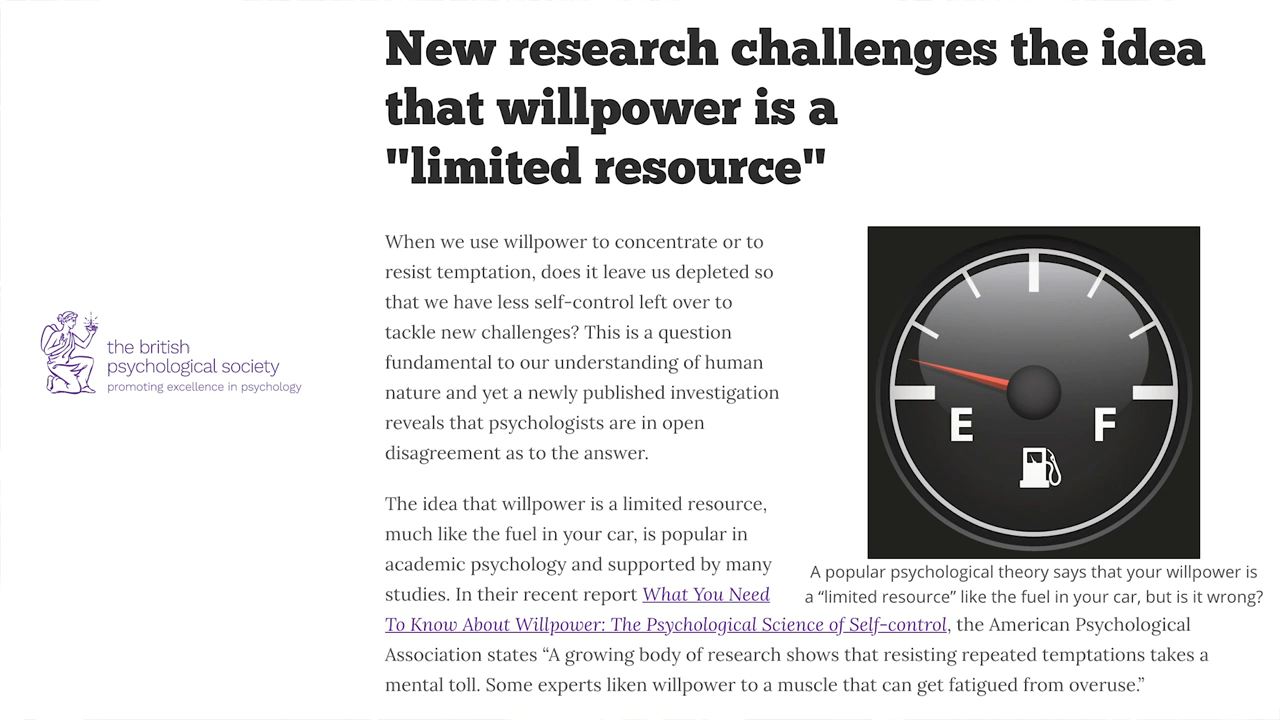 New research challenges the idea
that willpower is a
"limited resource"
When we use willpower to concentrate or to
resist temptation, does it leave us depleted so
that we have less self-control left over to
tackle new challenges? This is a question
fundamental to our understanding of human
nature and yet a newly published investigation
reveals that psychologists are in open
disagreement as to the answer.
The idea that willpower is a limited resource,
much like the fuel in your car, is popular in
academic psychology and supported by many
studies. In their recent report What You Need
To Know About Willpower: The Psychological Science of Self-control, the American Psychological
Association states “A growing body of research shows that resisting repeated temptations takes a
mental toll. Some experts liken willpower to a muscle that can get fatigued from overuse.”
E F
A popular psychological theory says that your willpower is
a “limited resource” like the fuel in your car, but is it wrong?
the british
psychological society
promoting excellence in psychology